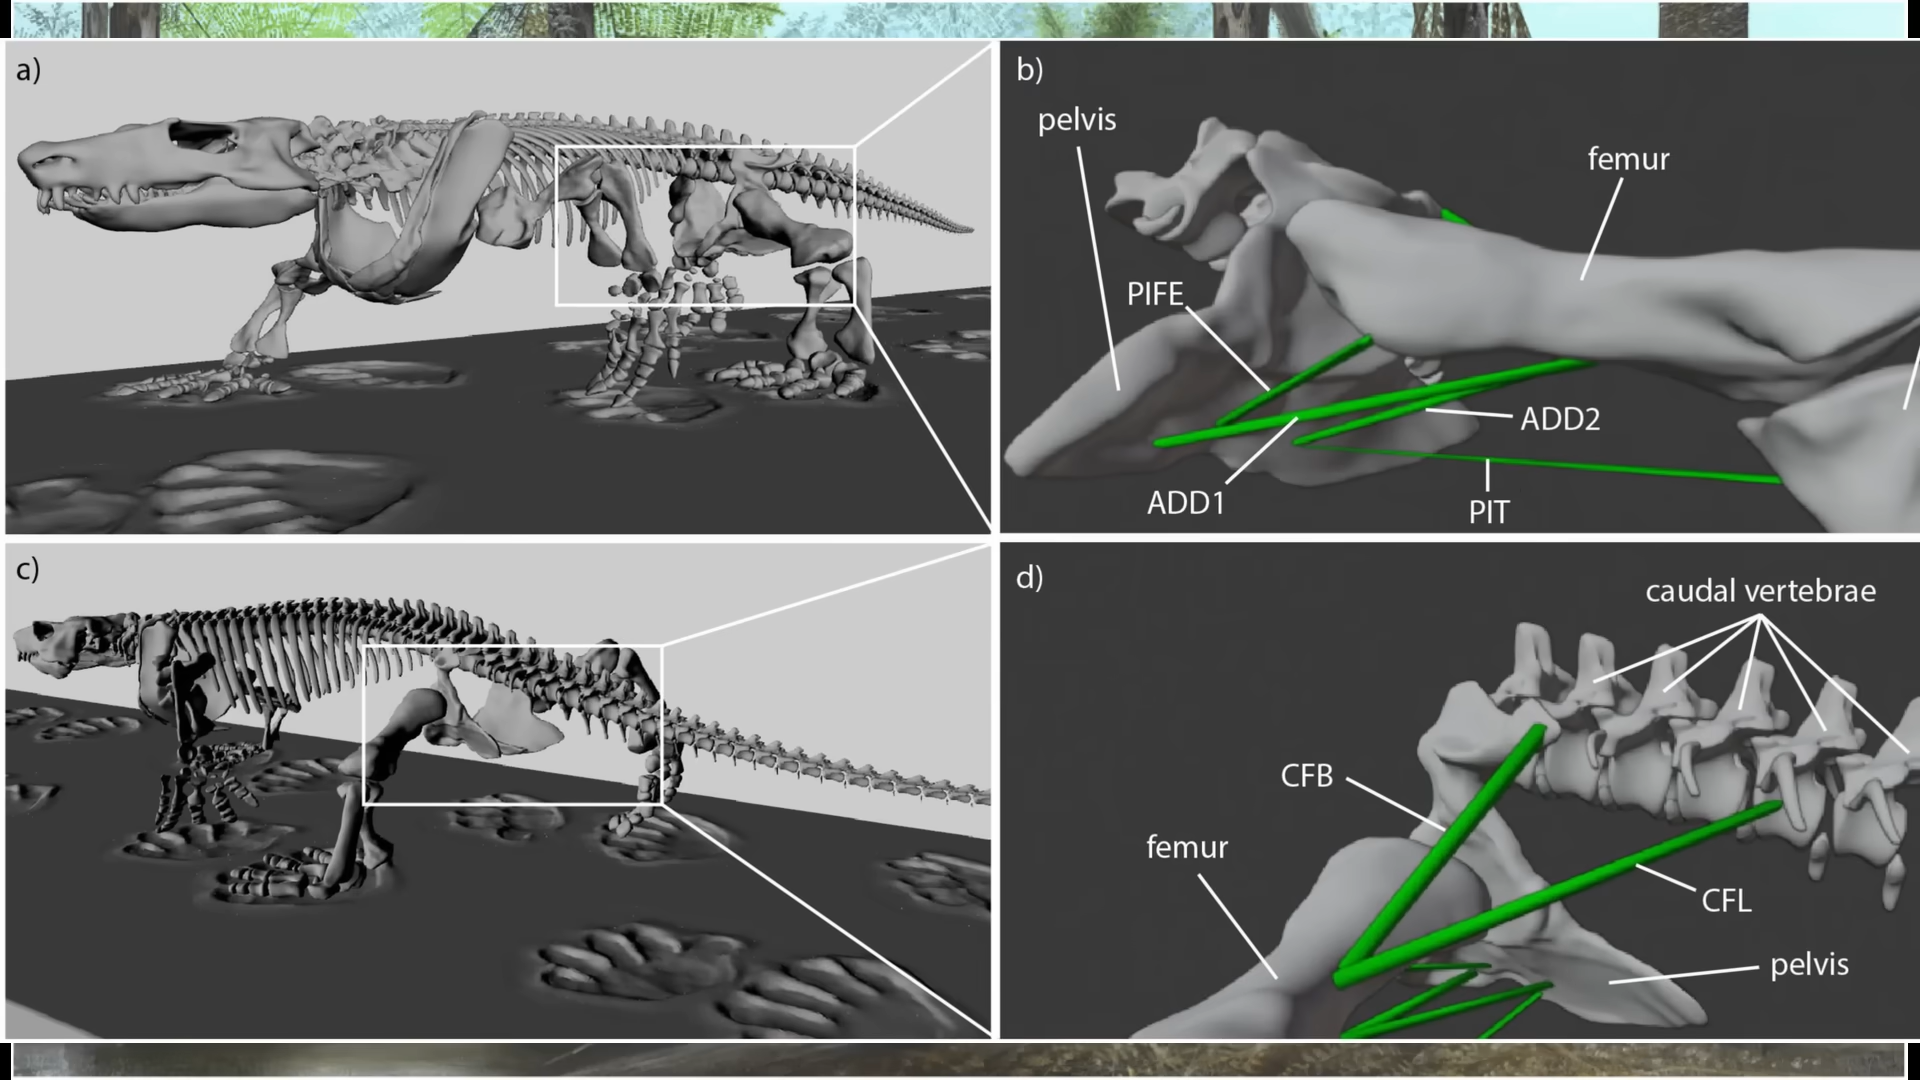 a)
b)
pelvis
femur
PIFE
ADD2
ADD1
PIT
c)
d)
caudal vertebrae
CFB
femur
CFL
pelvis